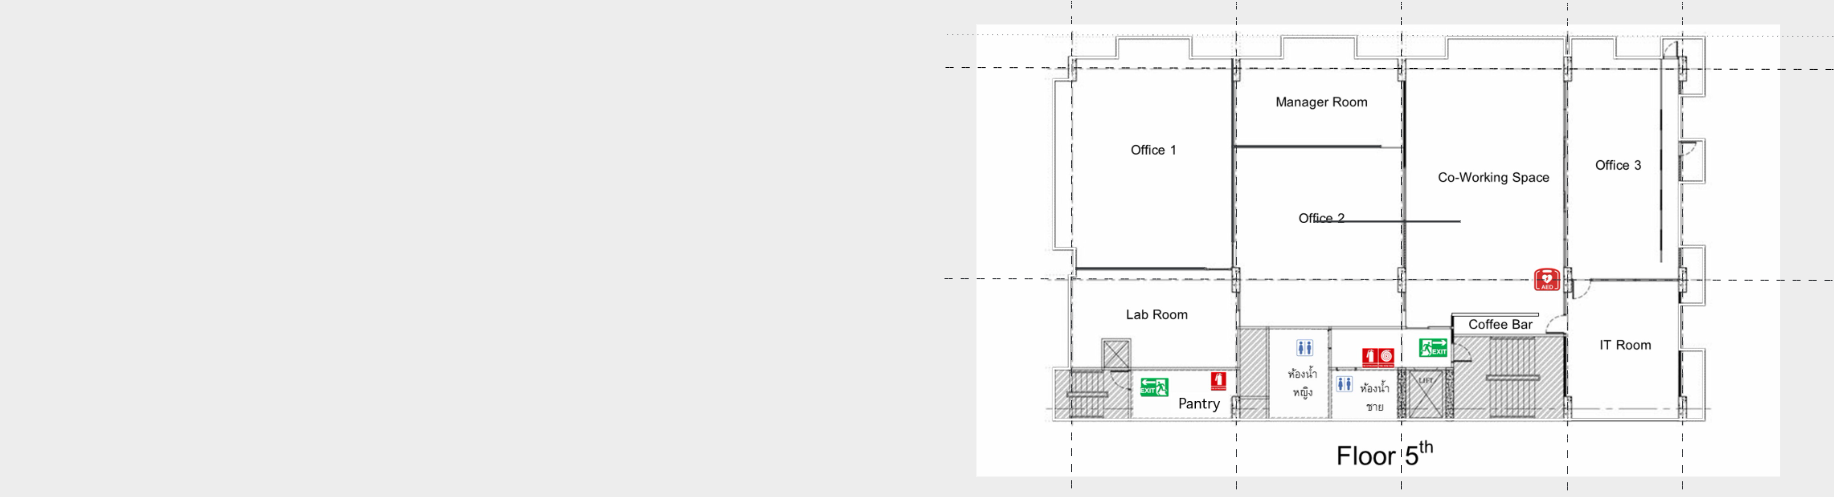 Manager Room
Office 1
Office 3
Co-Working Space
Office 2
AED
Lab Room
Coffee Bar
IT Room
EXIT
ห้องน้ำ
หญิง
LIFT
EXIT
ห้องน้ำ
ชาย
Pantry
Floor 5th